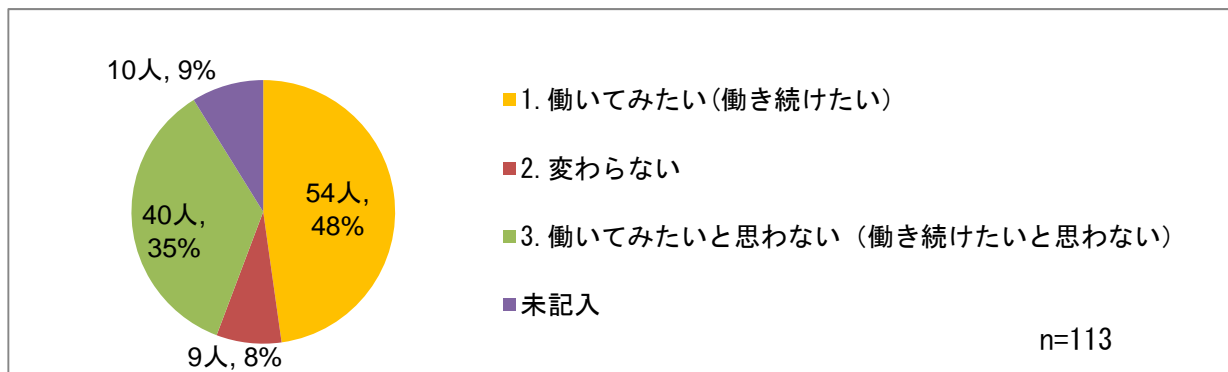 10人, 9%
54人,
48%
40人,
35%
9人, 8%
1. 働いてみたい(働き続けたい)
2. 変わらない
3. 働いてみたいと思わない（働き続けたいと思わない）
未記入
n=113